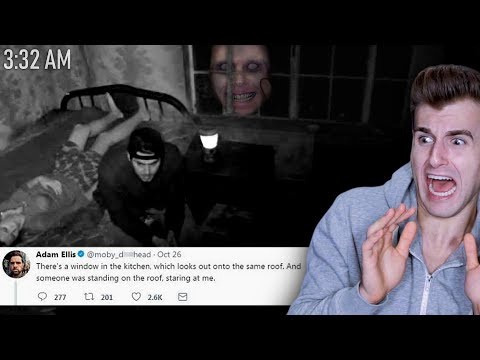 3:32 AM
Adam Ellis @moby_dickhead · Oct 26
There's a window in the kitchen, which looks out onto the same roof. And
someone was standing on the roof, staring at me.
277 201 2.6K